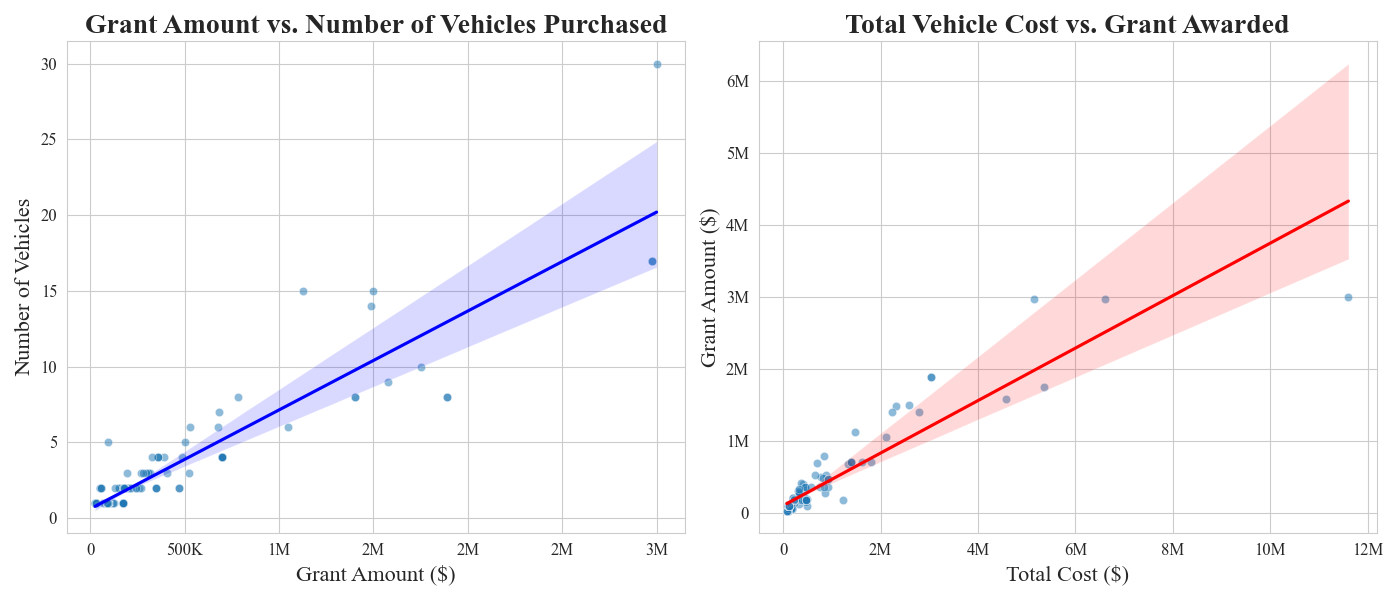 Grant Amount vs. Number of Vehicles Purchased
30
25
20
15
10
5
0
Number of Vehicles
0 500K 1M 2M 2M 2M 3M
Grant Amount ($)
Total Vehicle Cost vs. Grant Awarded
6M
5M
4M
3M
2M
1M
0
Grant Amount ($)
0 2M 4M 6M 8M 10M 12M
Total Cost ($)